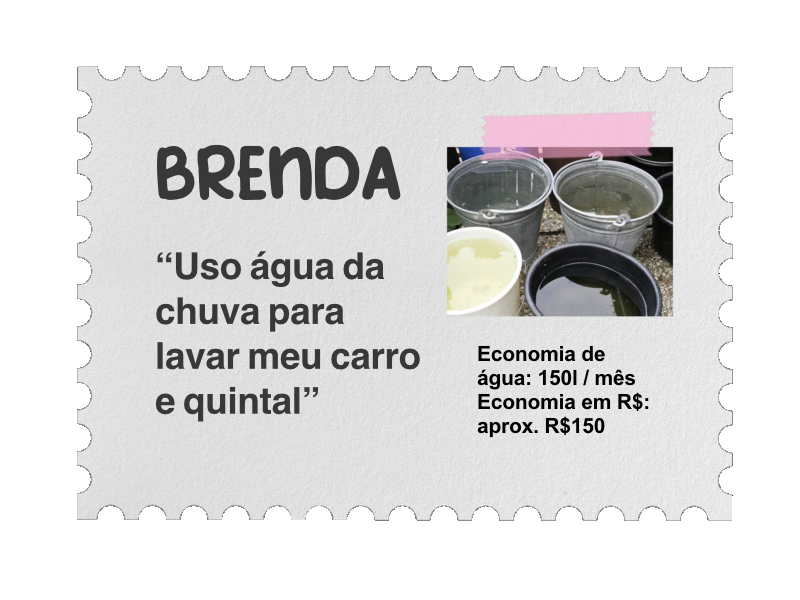 BRENDA
“Uso água da
chuva para
lavar meu carro
e quintal”
Economia de
água: 150l / mês
Economia em R$:
aprox. R$150